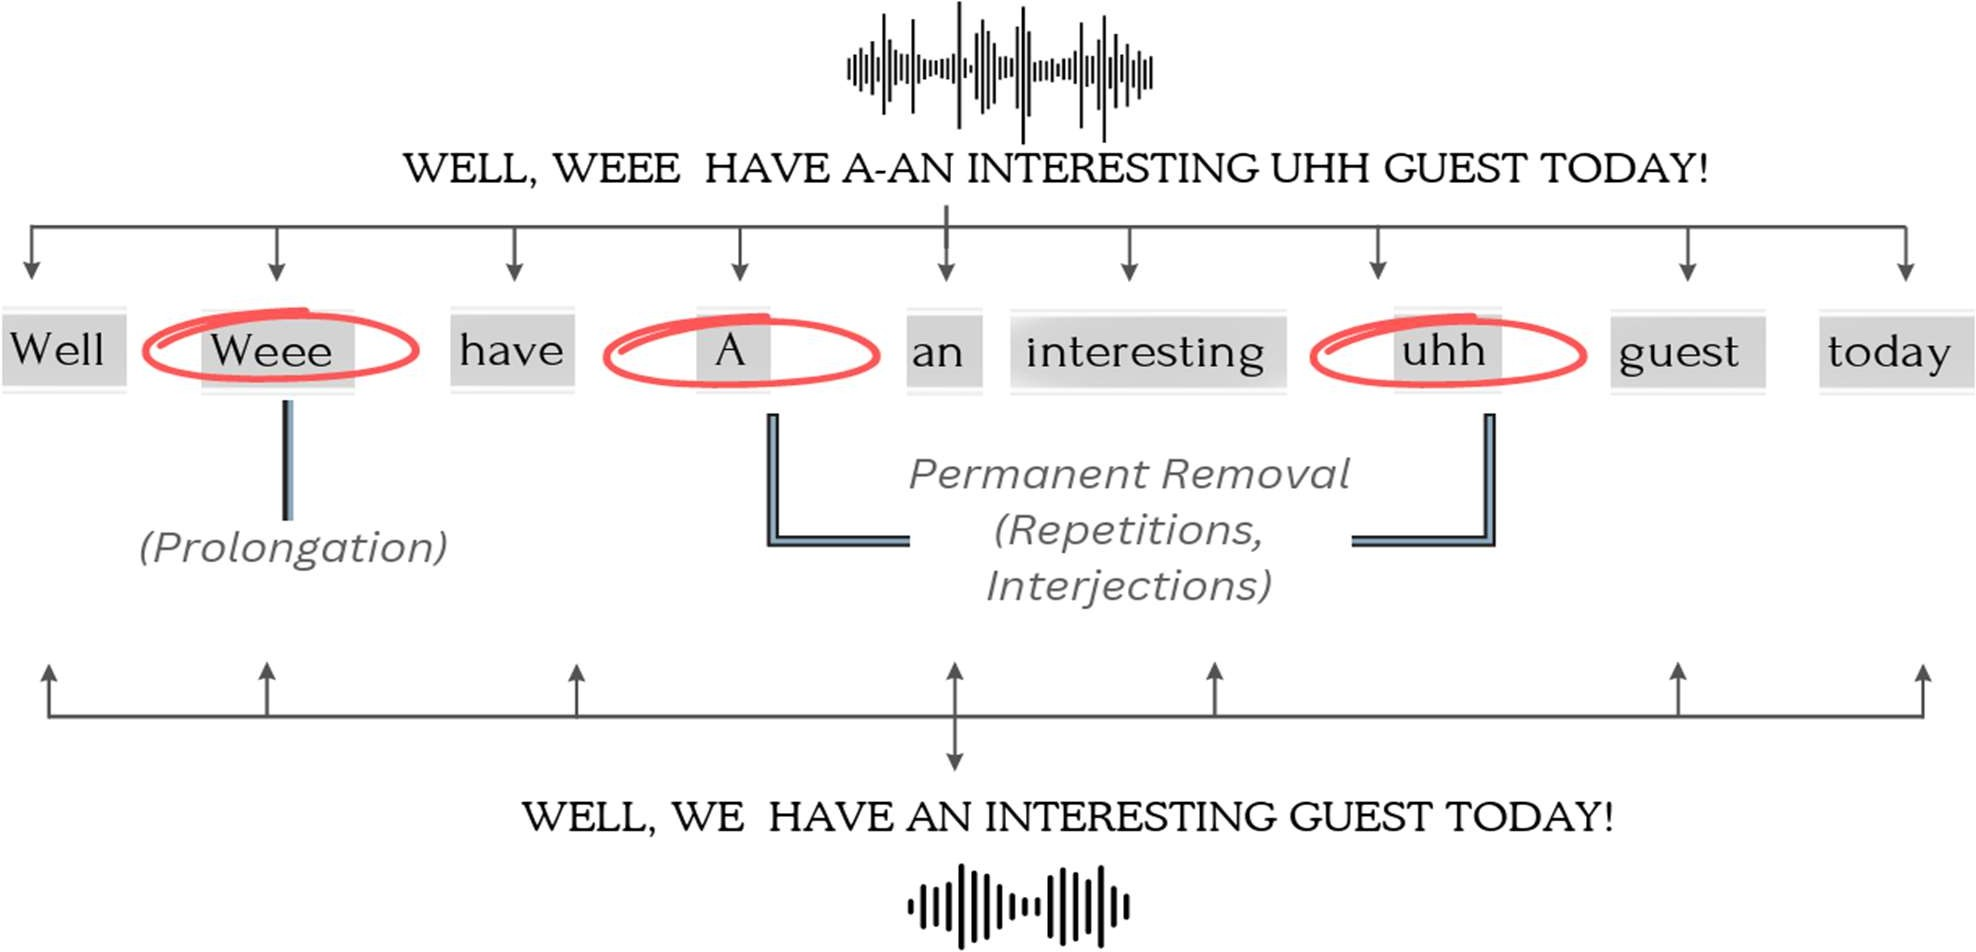 WELL, WEEE HAVE A-AN INTERESTING UHH GUEST TODAY!
Well Weee have A an interesting uhh guest today
Permanent Removal
(Repetitions,
Interjections)
(Prolongation)
WELL, WE HAVE AN INTERESTING GUEST TODAY!